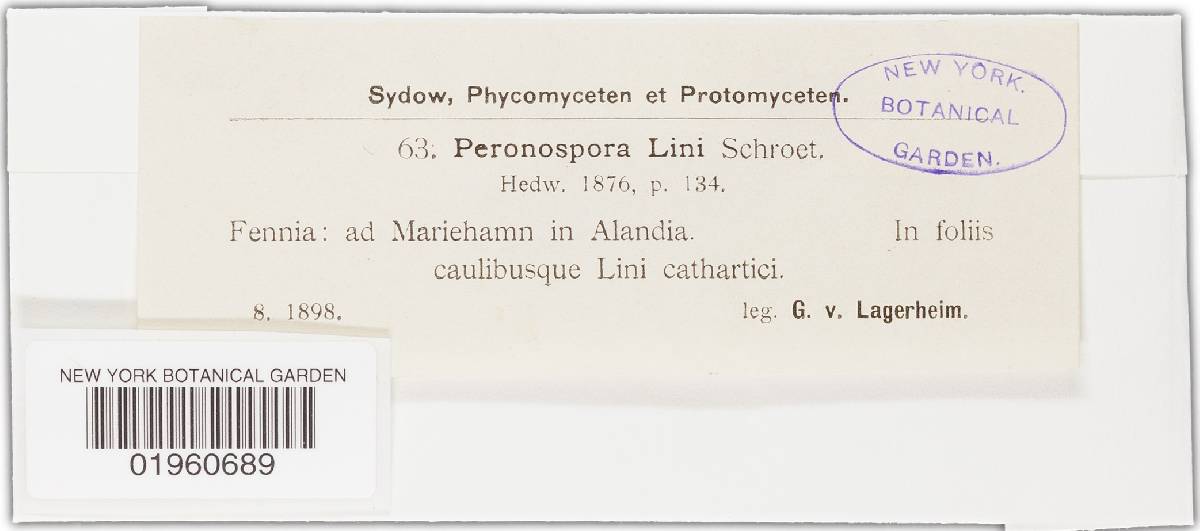 Sydow, Phycomyceten et Protomyceten.
NEW YORK.
BOTANICAL
GARDEN.
63. Peronospora Lini Schroet.
Hedw. 1876, p. 134.
Fennia: ad Mariehamn in Alandia. In foliis
caulibusque Lini cathartici.
8. 1898. leg. G. v. Lagerheim.
NEW YORK BOTANICAL GARDEN
01960689